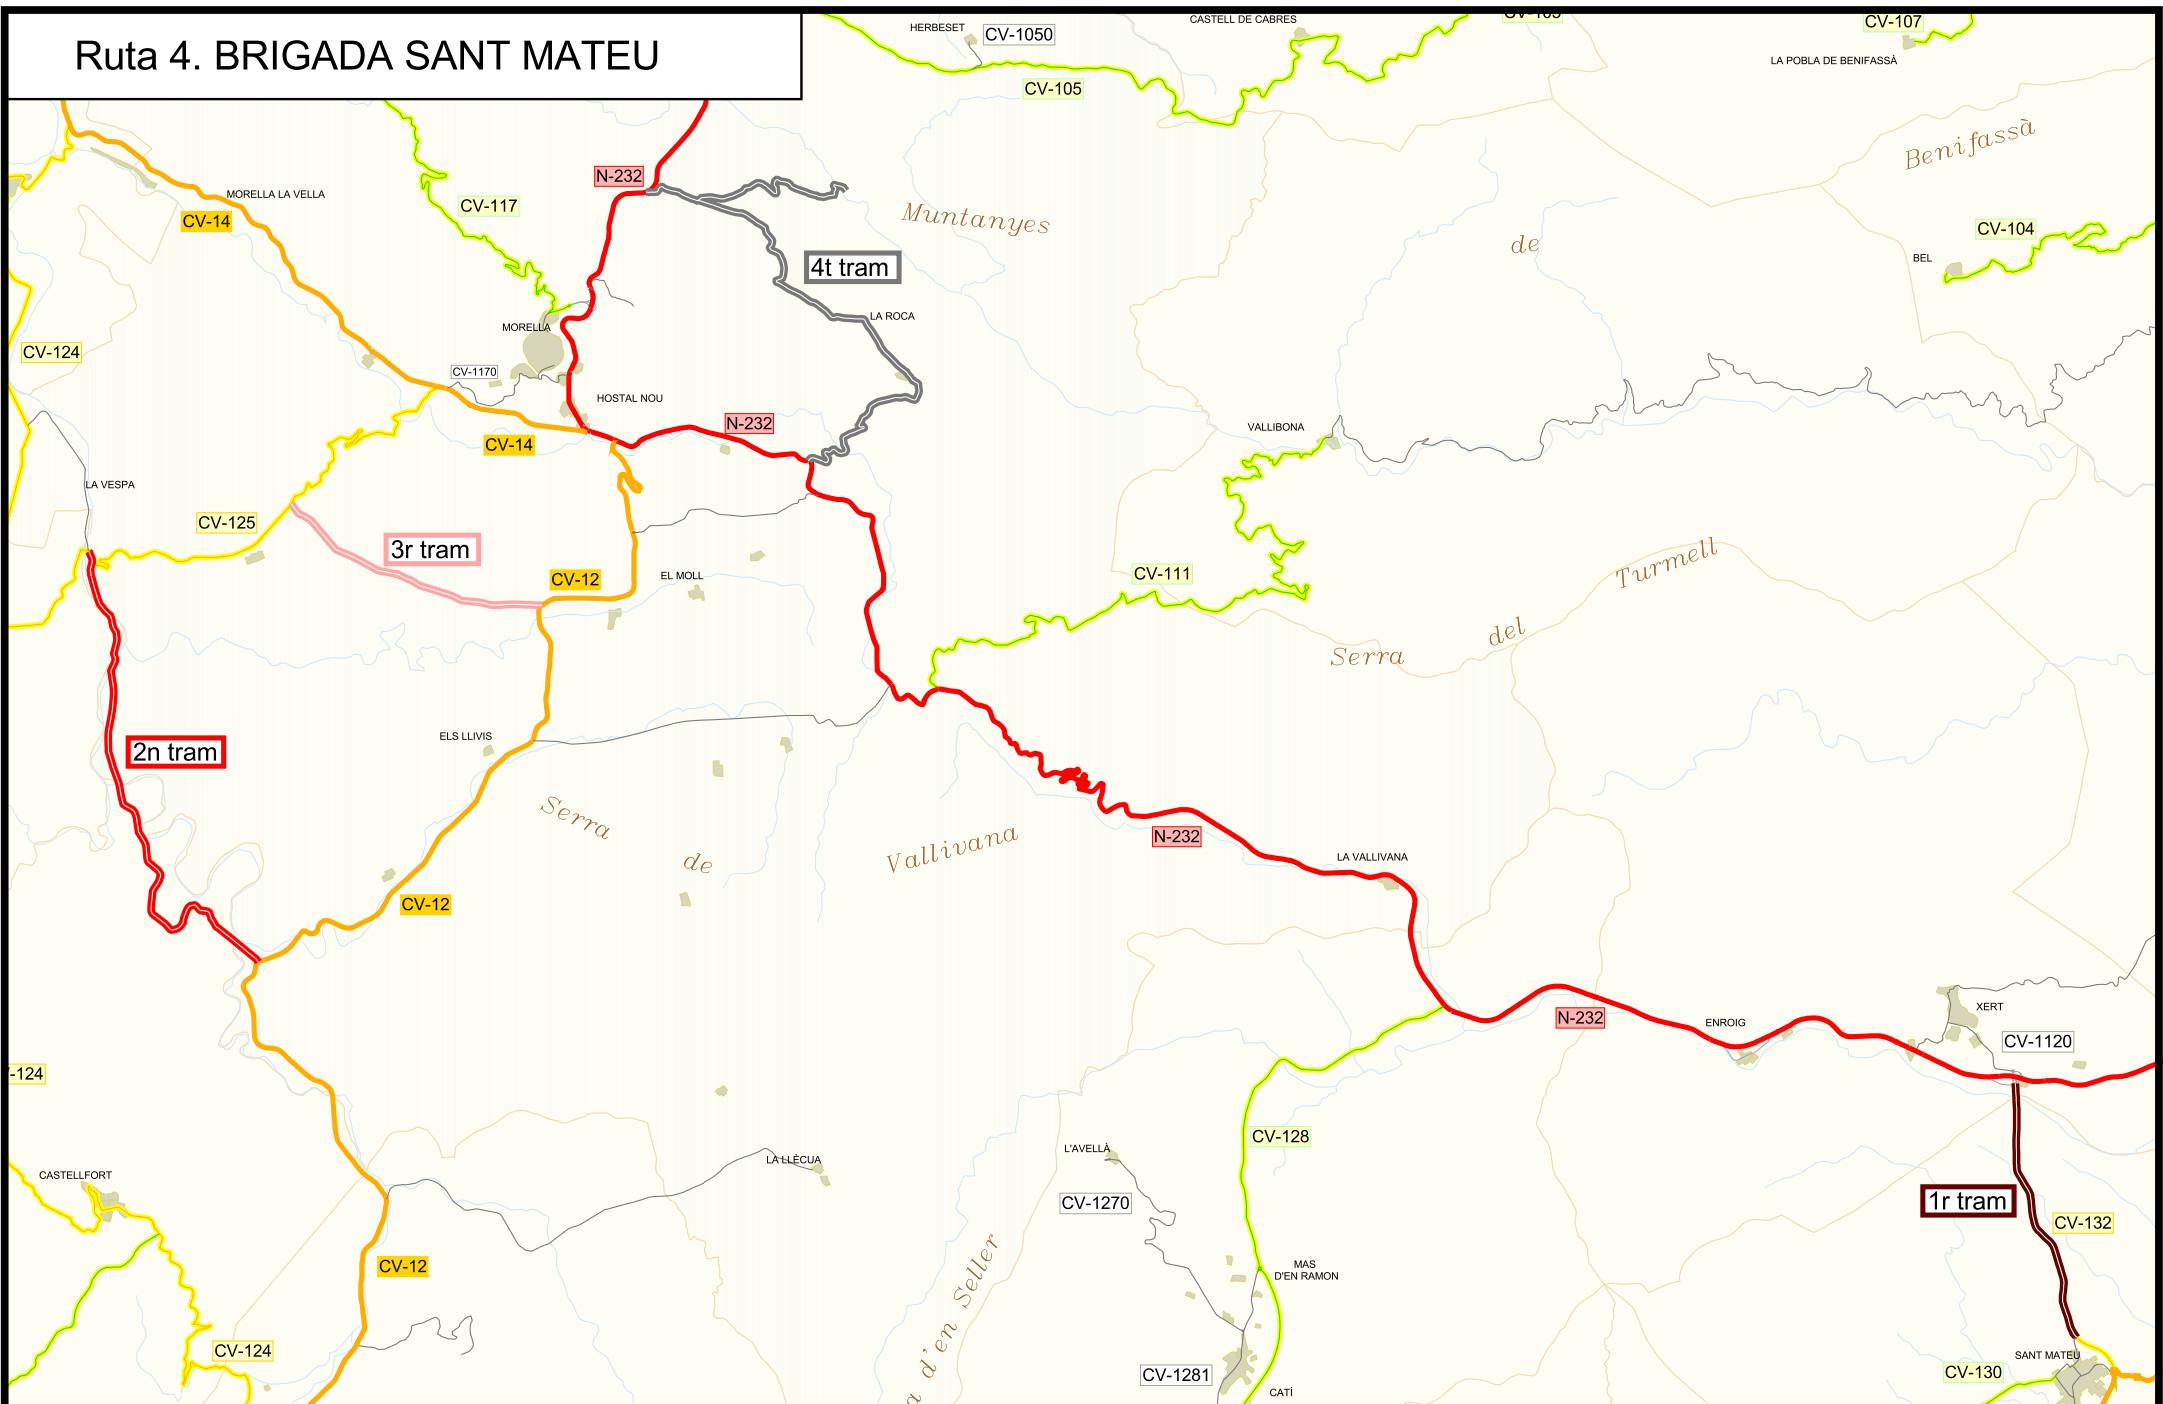 Ruta 4. BRIGADA SANT MATEU
HERBESET
CV-1050
CASTELL DE CABRES
CV-105
CV-107
LA POBLA DE BENIFASSÀ
CV-105
Benifassà
N-232
MORELLA LA VELLA
CV-14
CV-117
Muntanyes
de
CV-104
BEL
4t tram
LA ROCA
MORELLA
CV-124
CV-1170
HOSTAL NOU
N-232
CV-14
VALLIBONA
LA VESPA
CV-125
3r tram
CV-12
EL MOLL
CV-111
Turmell
del
Serra
ELS LLIVIS
2n tram
Serra
de
Vallivana
N-232
LA VALLIVANA
CV-12
N-232
ENROIG
XERT
CV-1120
-124
CV-128
L'AVELLÀ
LA LLÈCUA
CASTELLFORT
CV-1270
1r tram
CV-132
CV-12
MAS
D'EN RAMON
a d'en Seller
CV-124
SANT MATEU
CV-130
CV-1281
CATÍ